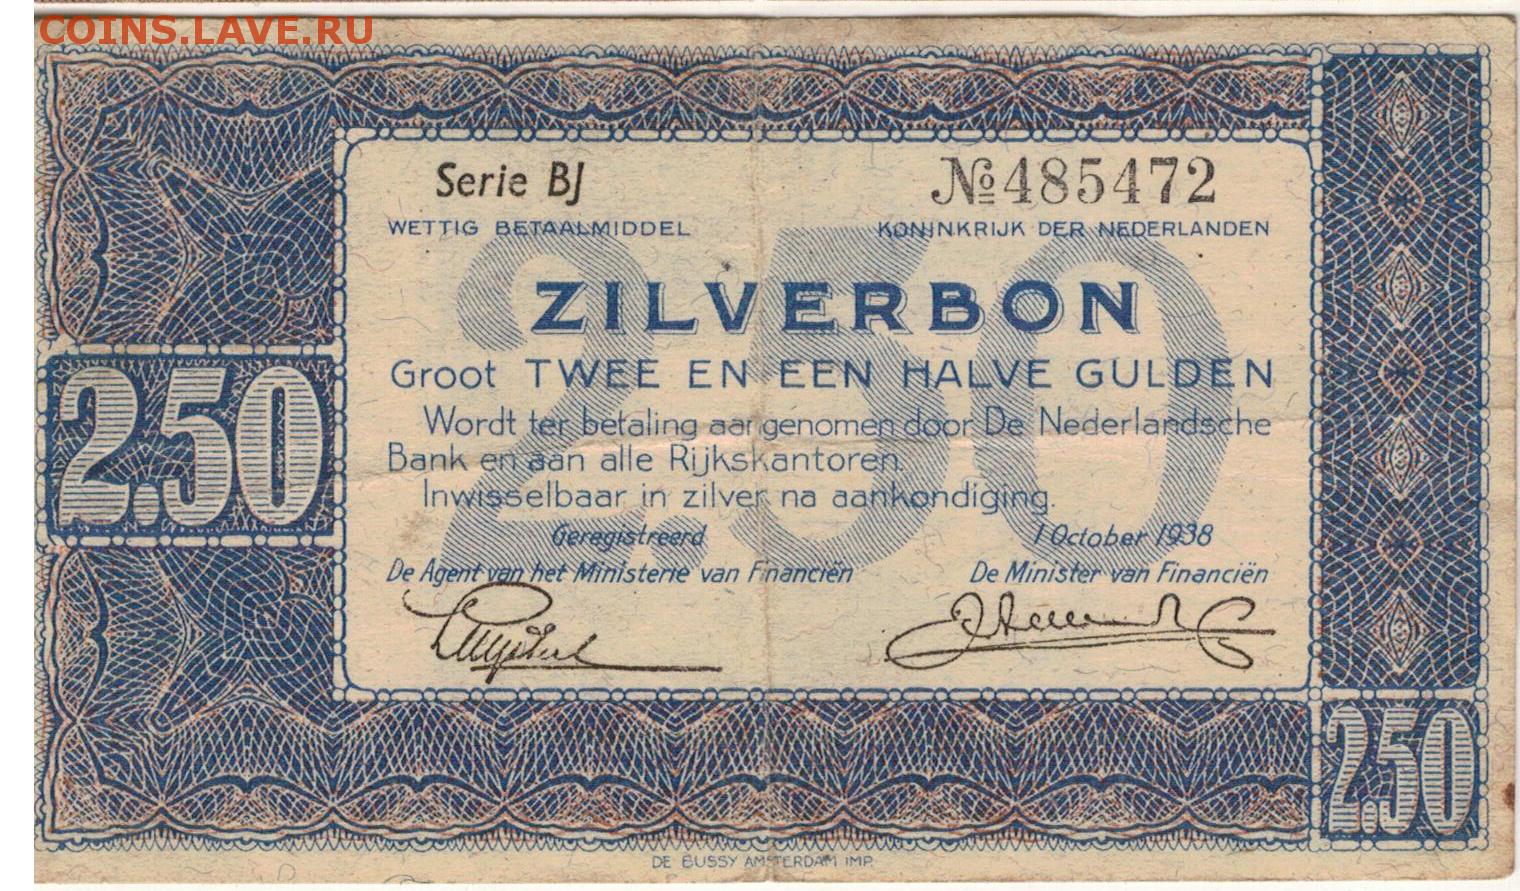 COINS.LAVE.RU
Serie BJ
№ 485472
WETTIG BETAALMIDDEL
KONINKRIJK DER NEDERLANDEN
2.50
ZILVERBON
Groot TWEE EN EEN HALVE GULDEN
Wordt ter betaling aangenomen door De Nederlandsche
Bank en aan alle Rijkskantoren.
Inwisselbaar in zilver na aankondiging.
2.50
Geregistreerd
1 October 1938
De Agent van het Ministerie van Financiën
De Minister van Financiën
2.50
DE BUSSY AMSTERDAM IMP.